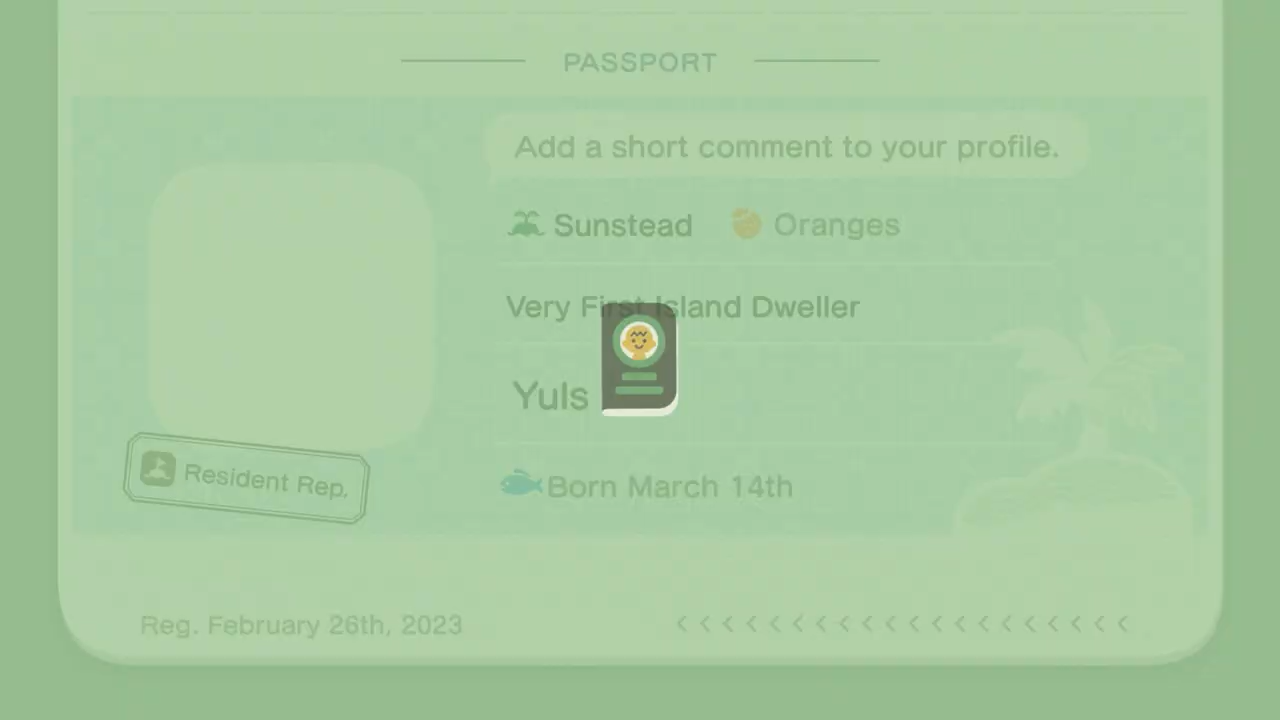 PASSPORT
Add a short comment to your profile.
Sunstead Oranges
Very First Island Dweller
Yuls
Born March 14th
Resident Rep.
Reg. February 26th, 2023 < < < < < < < < < < < < < < < < < < < <